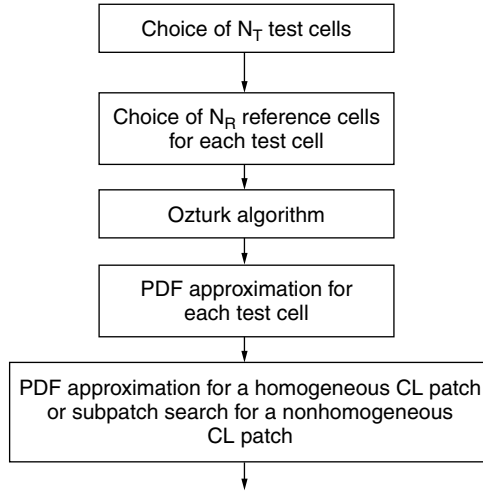 Choice of N_T test cells
Choice of N_R reference cells
for each test cell
Ozturk algorithm
PDF approximation for
each test cell
PDF approximation for a homogeneous CL patch
or subpatch search for a nonhomogeneous
CL patch